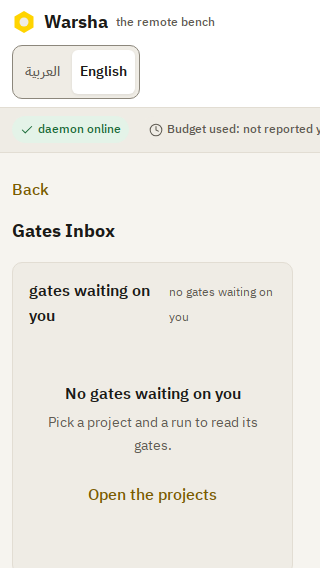 Warsha the remote bench
العربية English
daemon online Budget used: not reported
Back
Gates Inbox
gates waiting on you
no gates waiting on you
No gates waiting on you
Pick a project and a run to read its
gates.
Open the projects